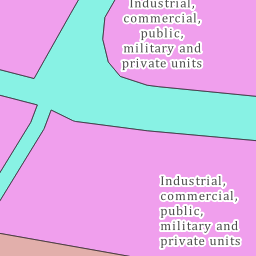 Industrial,
commercial,
public,
military and
private units
Industrial,
commercial,
public,
military and
private units